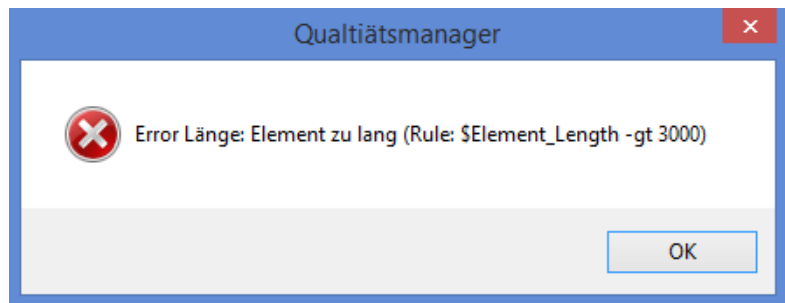 Qualtiätsmanager
Error Länge: Element zu lang (Rule: $Element_Length -gt 3000)
OK